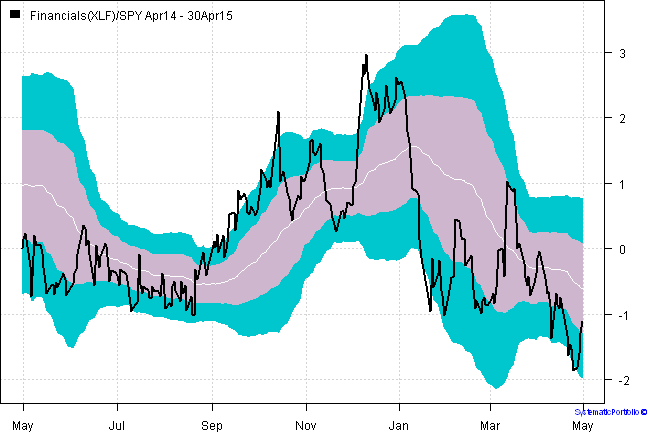 Financials(XLF)/SPY Apr14 - 30Apr15
3
2
1
0
-1
-2
May Jul Sep Nov Jan Mar May
SystematicPortfolio ©